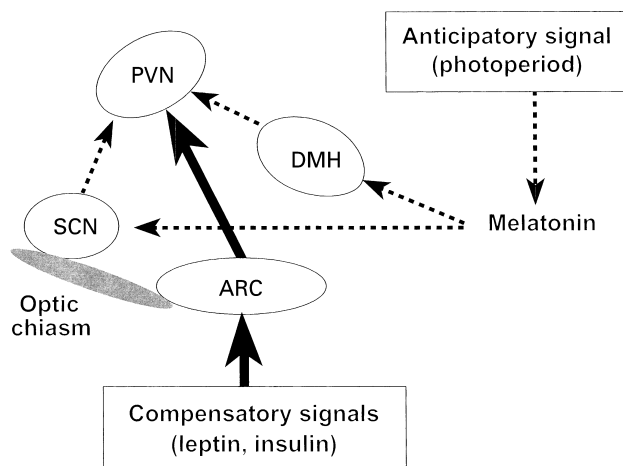 Anticipatory signal
(photoperiod)
PVN
DMH
SCN
Melatonin
ARC
Optic
chiasm
Compensatory signals
(leptin, insulin)